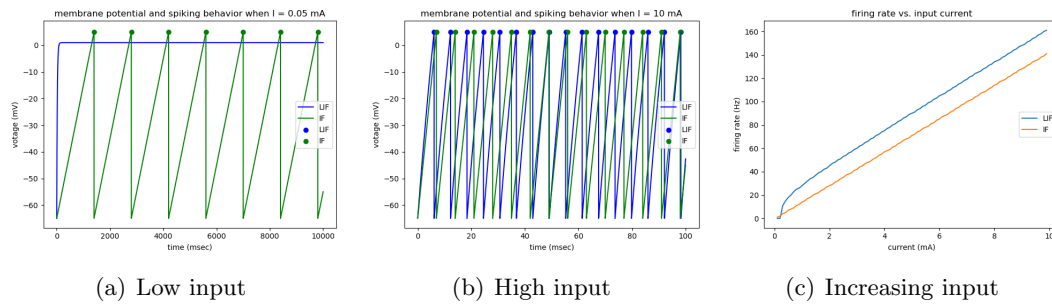 membrane potential and spiking behavior when I = 0.05 mA
votage (mV)
0
−10
−20
−30
−40
−50
−60
0 2000 4000 6000 8000 10000
time (msec)
LIF
IF
LIF
IF
(a) Low input
membrane potential and spiking behavior when I = 10 mA
votage (mV)
0
−10
−20
−30
−40
−50
−60
0 20 40 60 80 100
time (msec)
LIF
IF
LIF
IF
(b) High input
firing rate vs. input current
firing rate (Hz)
160
140
120
100
80
60
40
20
0
0 2 4 6 8 10
current (mA)
LIF
IF
(c) Increasing input